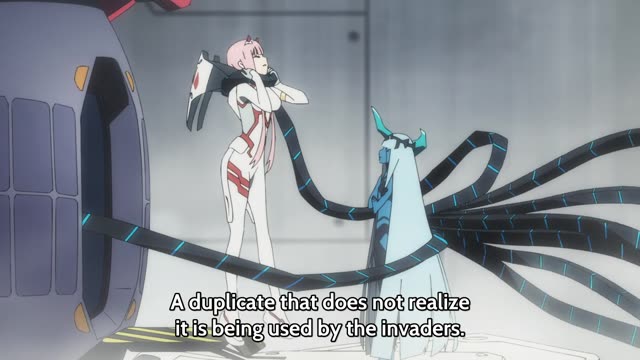 A duplicate that does not realize
it is being used by the invaders.